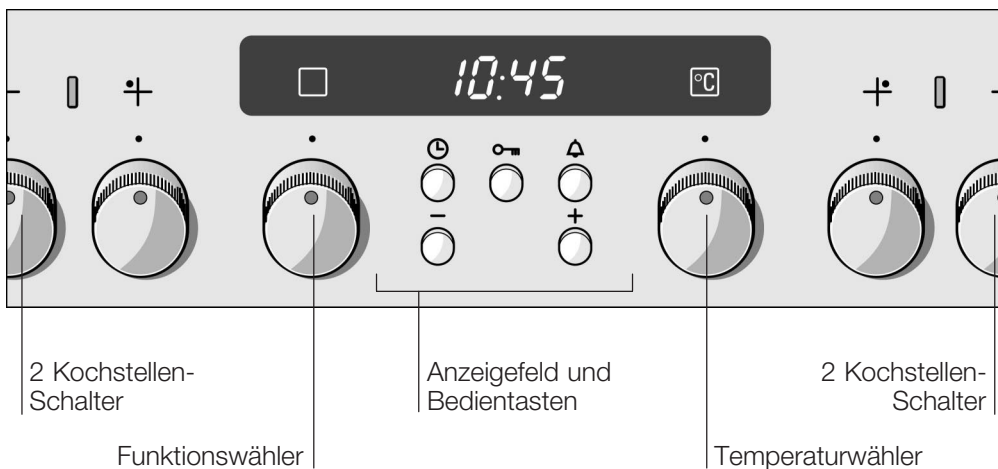 10:45
°C
−
+
2 Kochstellen-
Schalter
Anzeigefeld und
Bedientasten
2 Kochstellen-
Schalter
Funktionswähler
Temperaturwähler